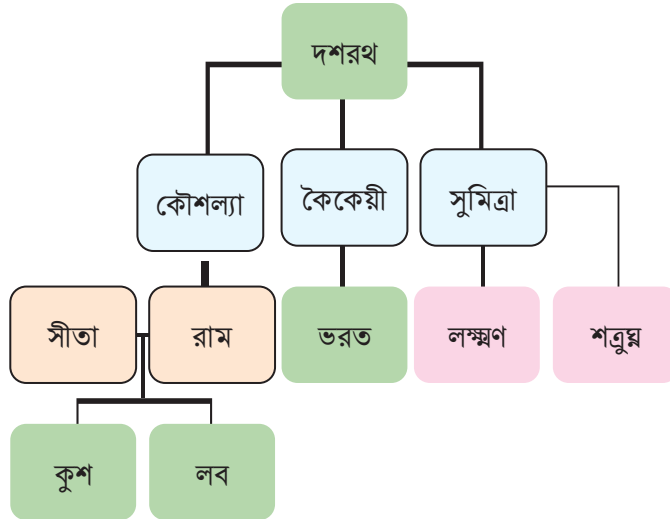 দশরথ
কৌশল্যা
কৈকেয়ী
সুমিত্রা
সীতা
রাম
ভরত
লক্ষ্মণ
শত্রুঘ্ন
কুশ
লব